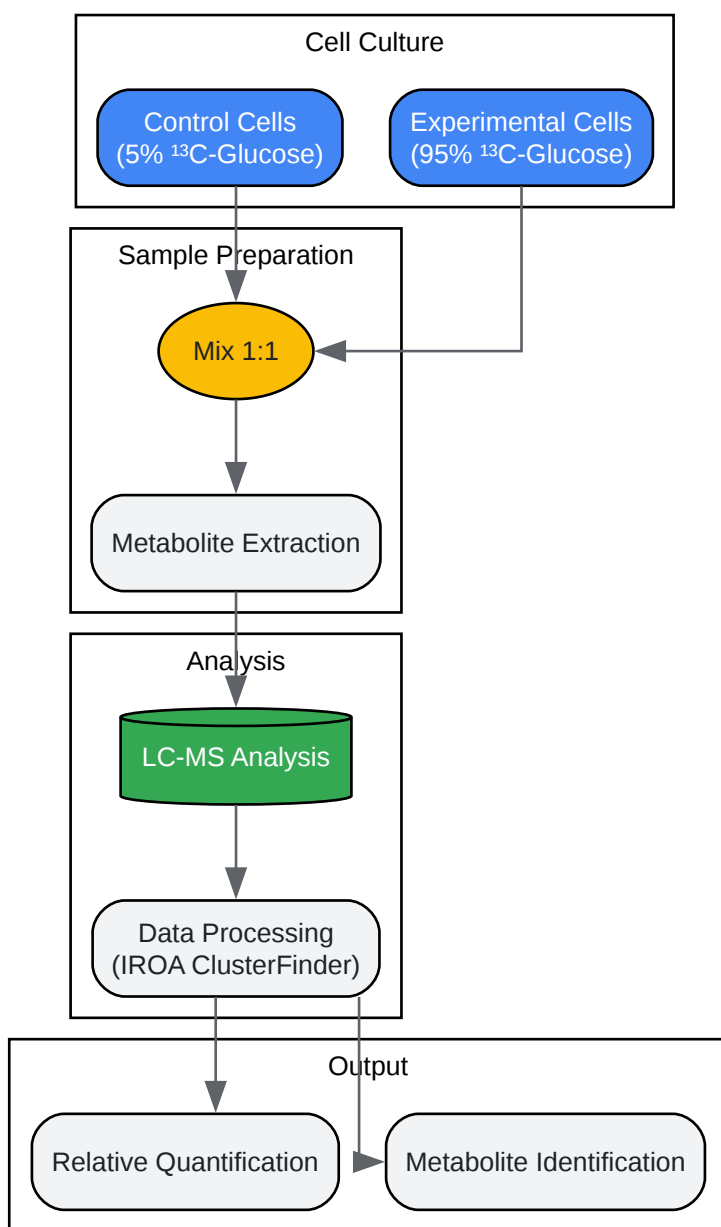 Cell Culture
Control Cells
(5% ¹³C-Glucose)
Experimental Cells
(95% ¹³C-Glucose)
Sample Preparation
Mix 1:1
Metabolite Extraction
Analysis
LC-MS Analysis
Data Processing
(IROA ClusterFinder)
Output
Relative Quantification
Metabolite Identification